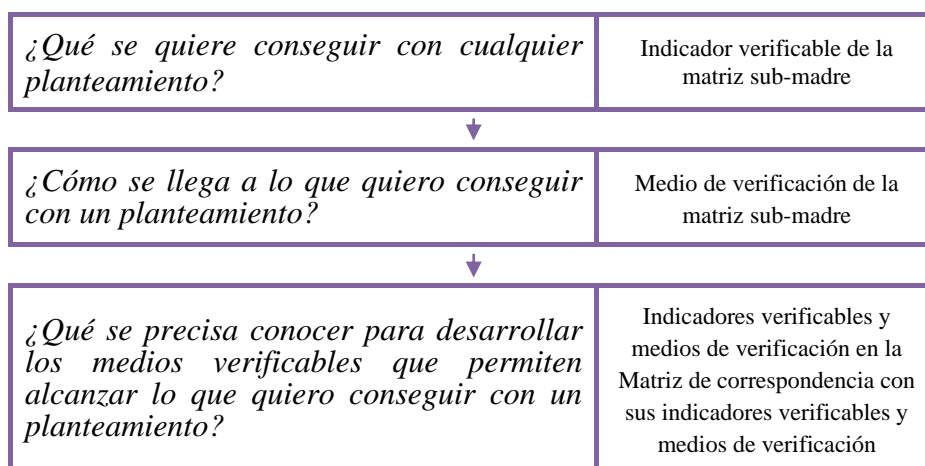 ¿Qué se quiere conseguir con cualquier
planteamiento?
Indicador verificable de la
matriz sub-madre
¿Cómo se llega a lo que quiero conseguir
con un planteamiento?
Medio de verificación de la
matriz sub-madre
¿Qué se precisa conocer para desarrollar
los medios verificables que permiten
alcanzar lo que quiero conseguir con un
planteamiento?
Indicadores verificables y
medios de verificación en la
Matriz de correspondencia con
sus indicadores verificables y
medios de verificación